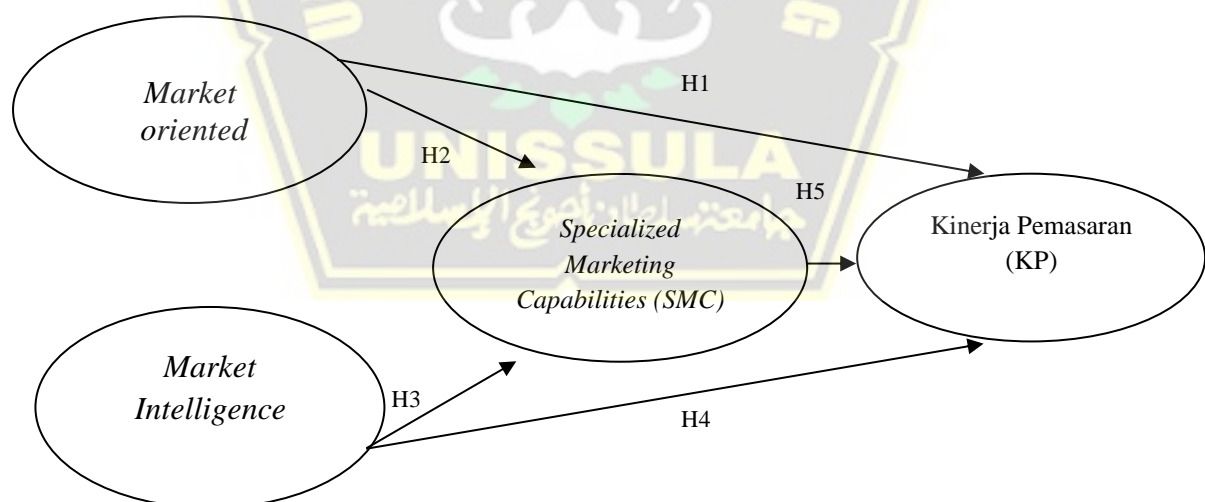 Market
oriented
H1
H2
UNISSULA
H5
Specialized
Marketing
Capabilities (SMC)
Kinerja Pemasaran
(KP)
Market
Intelligence
H3
H4